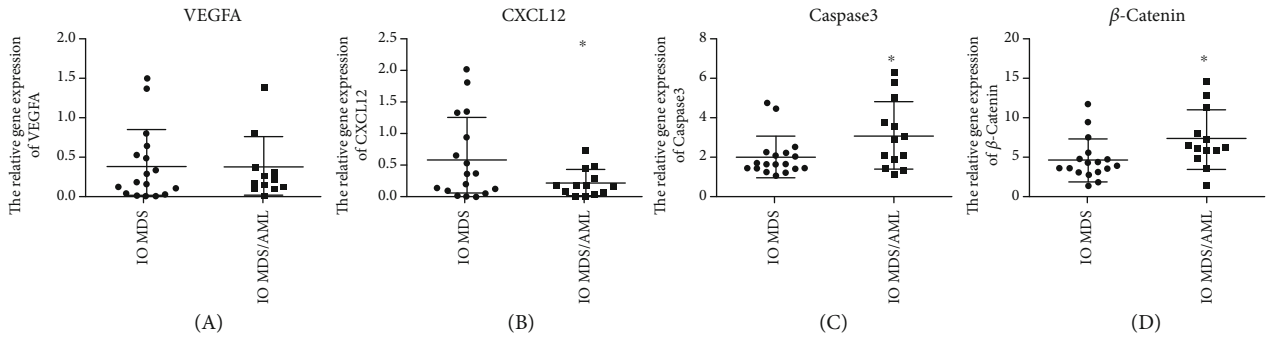 VEGFA
The relative gene expression
of VEGFA
2.0
1.5
1.0
0.5
0.0
IO MDS
IO MDS/AML
(A)
CXCL12
The relative gene expression
of CXCL12
2.5
2.0
1.5
1.0
0.5
0.0
*
IO MDS
IO MDS/AML
(B)
Caspase3
The relative gene expression
of Caspase3
8
6
4
2
0
*
IO MDS
IO MDS/AML
(C)
β-Catenin
The relative gene expression
of β-Catenin
20
15
10
5
0
*
IO MDS
IO MDS/AML
(D)